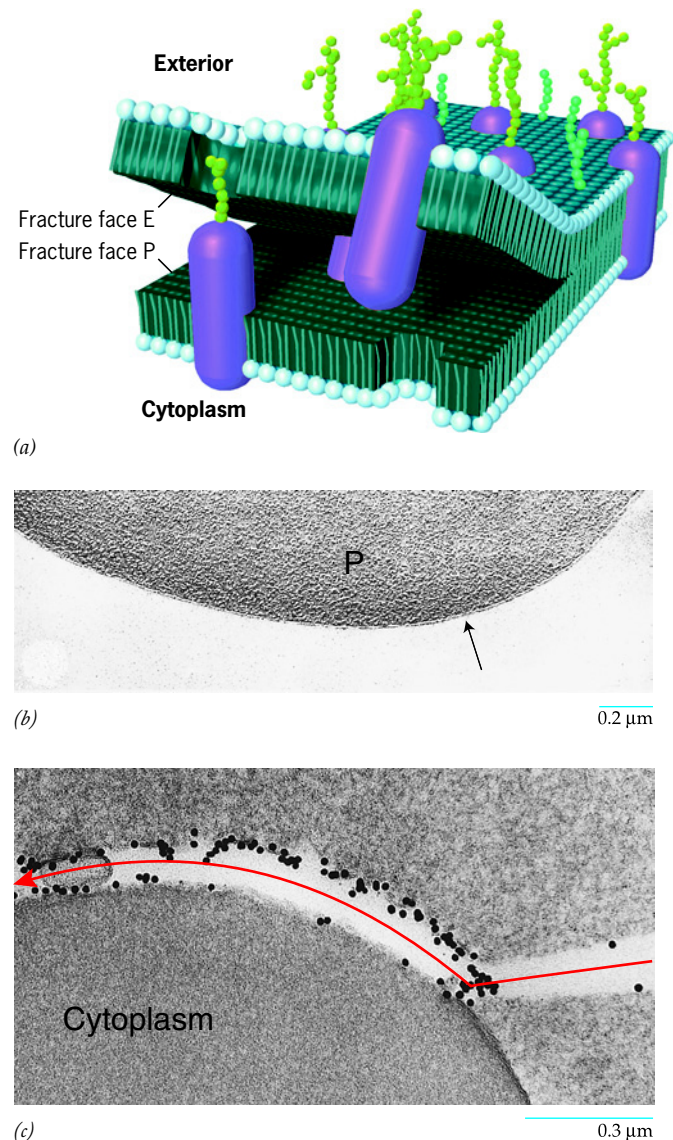 Exterior
Fracture face E
Fracture face P
Cytoplasm
(a)
P
(b)
0.2 µm
Cytoplasm
(c)
0.3 µm